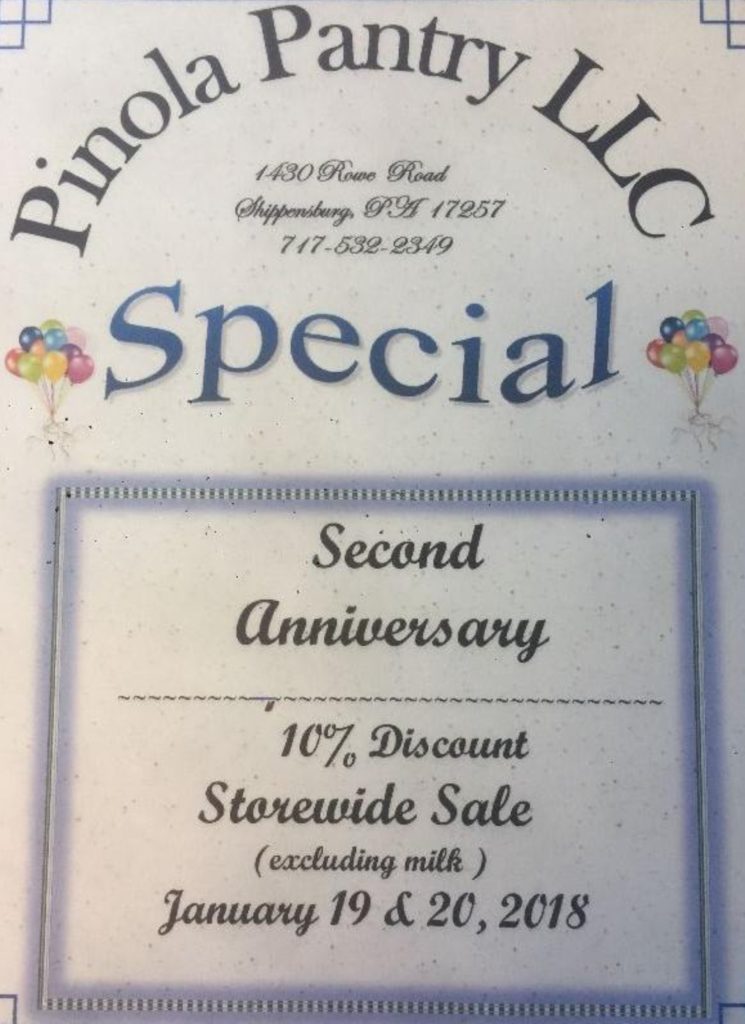 Pinola Pantry LLC
1430 Rowe Road
Shippensburg, PA 17257
717-532-2349
Special
Second
Anniversary
~~~~~~~~~~~~~~~~~~~~~~~~~~~~~~~~~~~~~
10% Discount
Storewide Sale
(excluding milk )
January 19 & 20, 2018